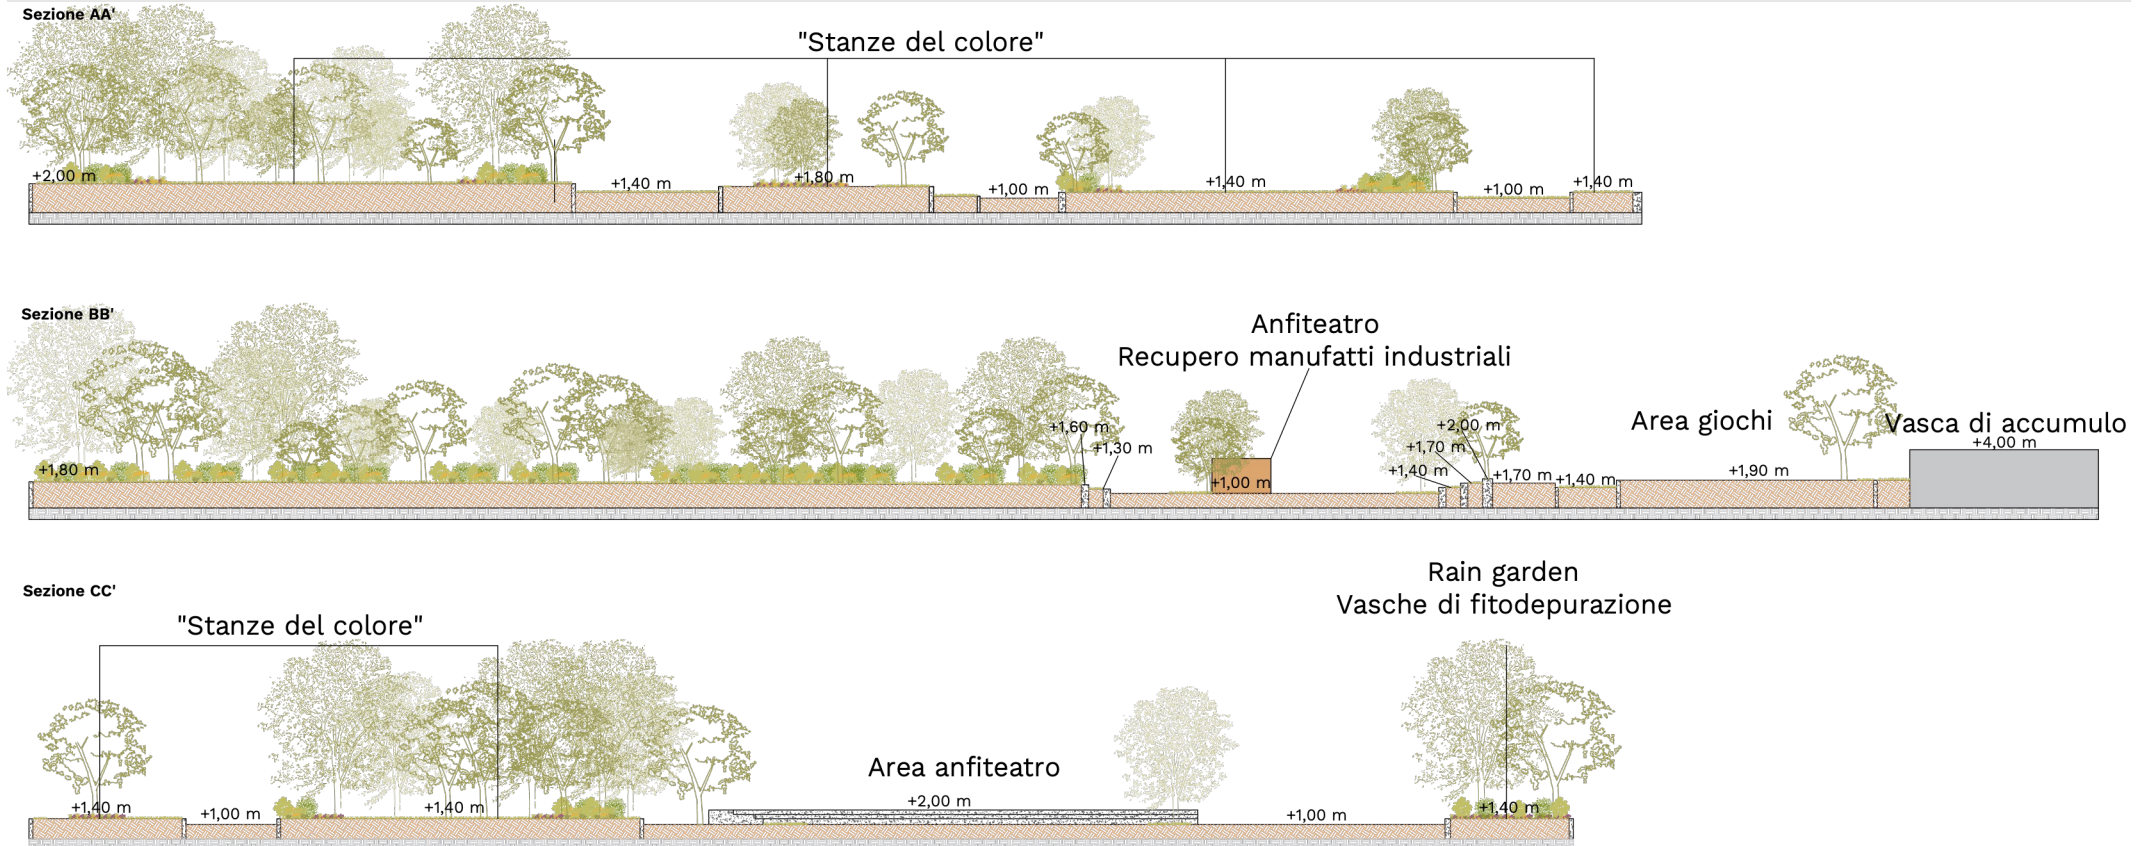 Sezione AA'
"Stanze del colore"
+2,00 m
+1,40 m
+1,80 m
+1,00 m
+1,40 m
+1,00 m
+1,40 m
Sezione BB'
Anfiteatro
Recupero manufatti industriali
Area giochi
Vasca di accumulo
+1,80 m
+1,60 m
+1,30 m
+1,00 m
+1,40 m
+1,70 m
+2,00 m
+1,70 m
+1,40 m
+1,90 m
+4,00 m
Sezione CC'
"Stanze del colore"
Rain garden
Vasche di fitodepurazione
Area anfiteatro
+1,40 m
+1,00 m
+1,40 m
+2,00 m
+1,00 m
+1,40 m